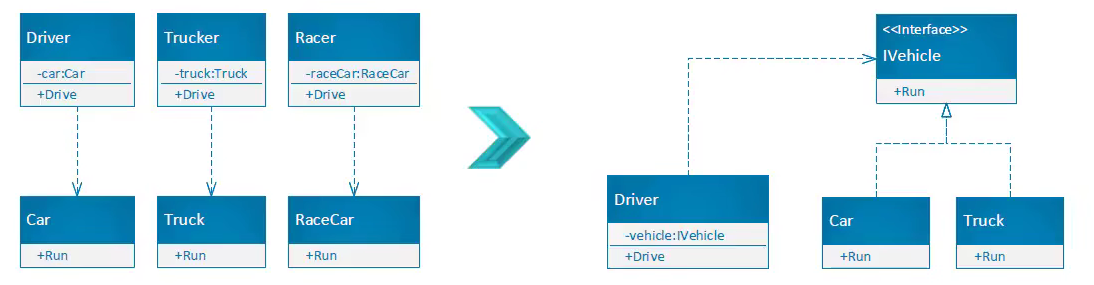 Driver
-car:Car
+Drive
Trucker
-truck:Truck
+Drive
Racer
-raceCar:RaceCar
+Drive
Car
+Run
Truck
+Run
RaceCar
+Run
<<Interface>>
IVehicle
+Run
Driver
-vehicle:IVehicle
+Drive
Car
+Run
Truck
+Run